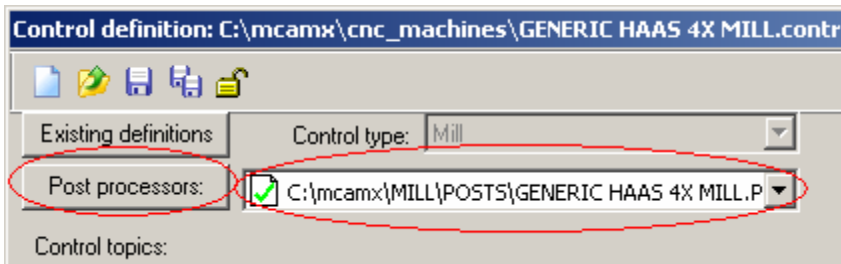 Control definition: C:\mcamx\cnc_machines\GENERIC HAAS 4X MILL.contr
Existing definitions Control type: Mill
Post processors: C:\mcamx\MILL\POSTS\GENERIC HAAS 4X MILL.P
Control topics: